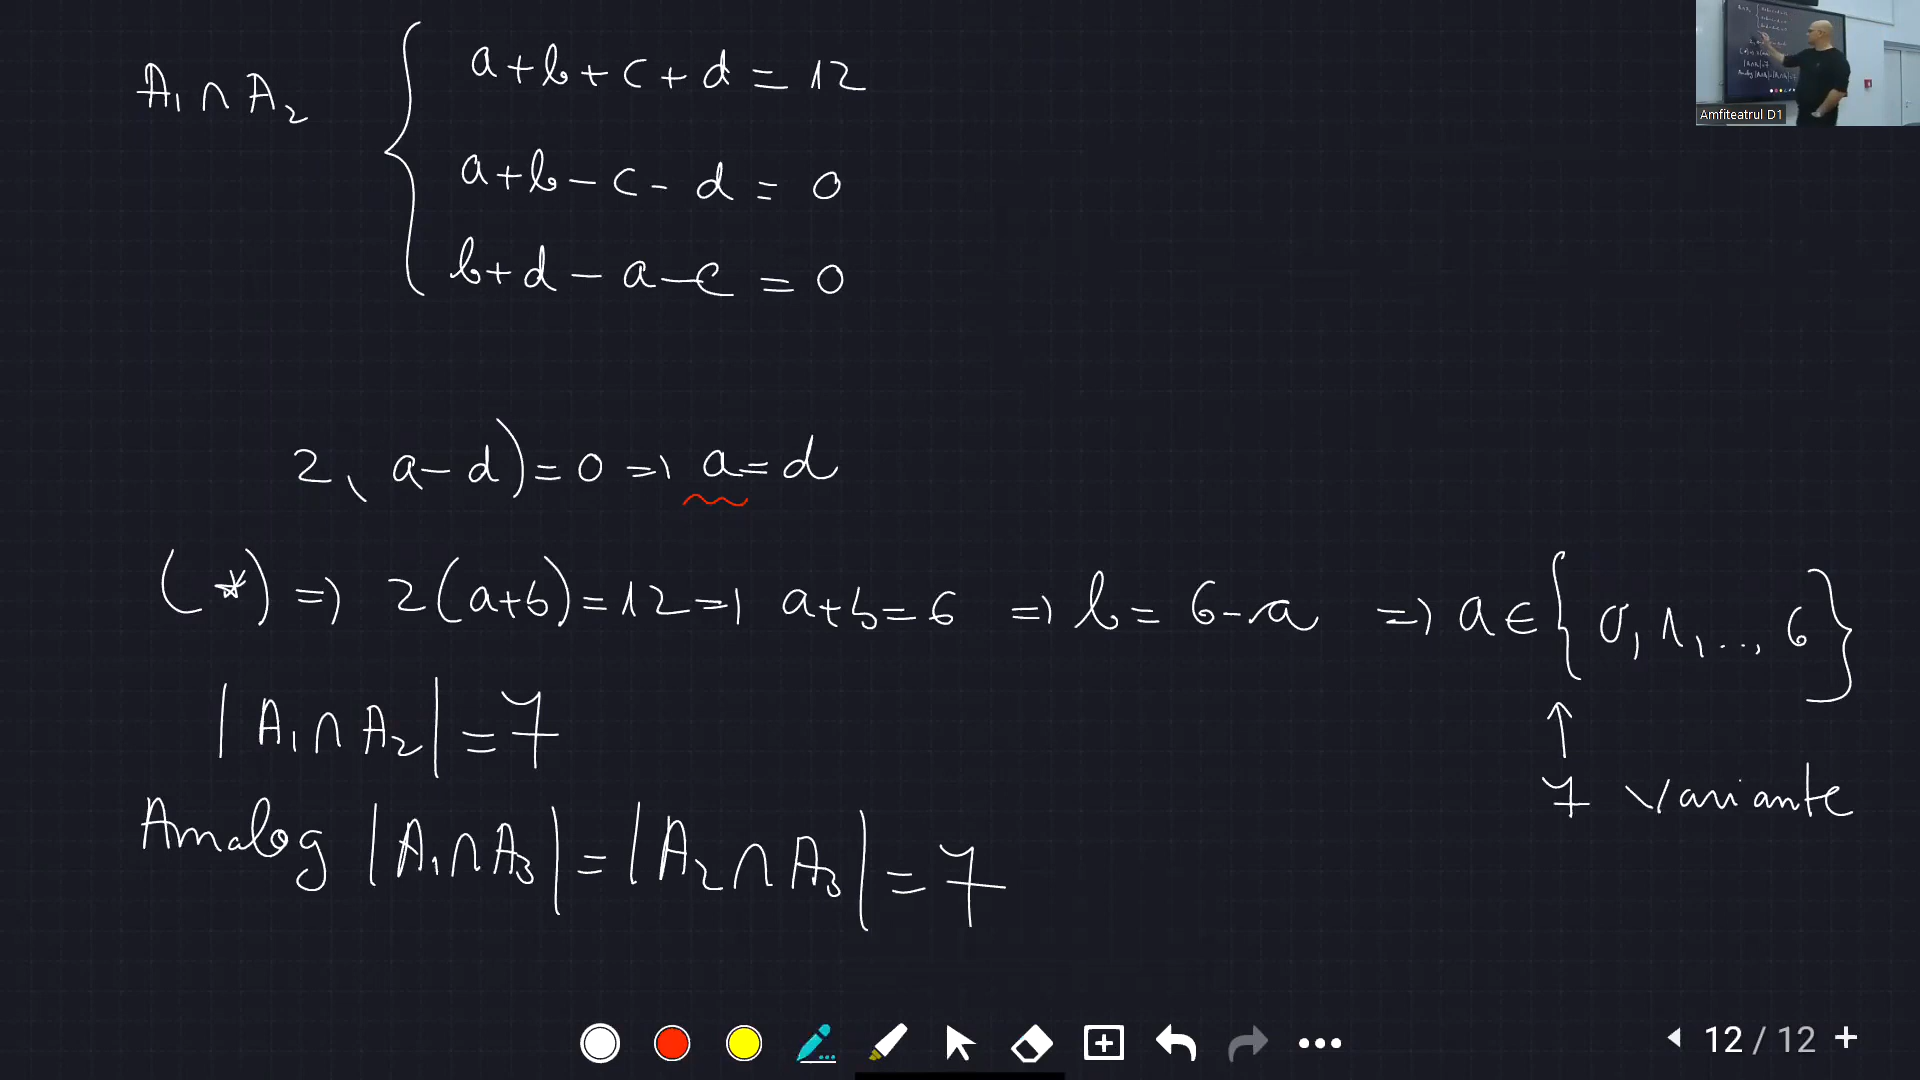 A₁ ∩ A₂
a+b+c+d = 12
a+b-c-d = 0
b+d-a-c = 0
2(a-d)=0 => a=d
(*) => 2(a+b)=12 => a+b=6 => b=6-a => a∈{0,1,...,6}
|A₁∩A₂| = 7
↑
7 variante
Analog |A₁∩A₃| = |A₂∩A₃| = 7
Amfiteatrul D1
12 / 12